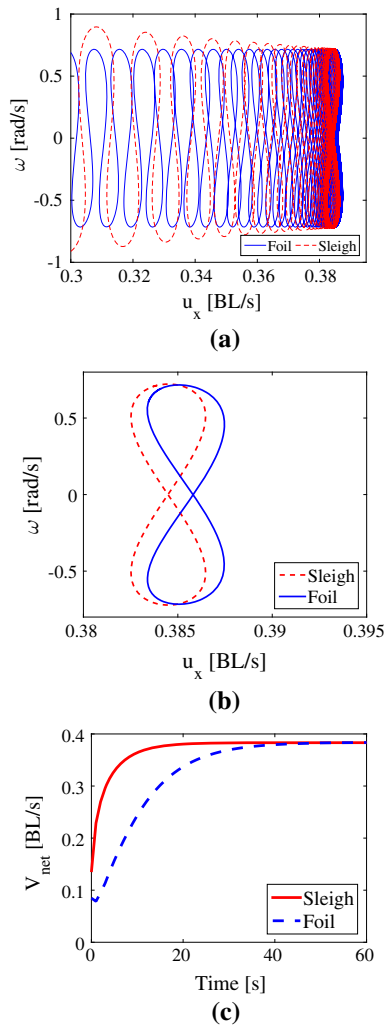 1
0.5
0
-0.5
-1
ω [rad/s]
Foil Sleigh
0.3 0.32 0.34 0.36 0.38
u_x [BL/s]
(a)
0.5
0
-0.5
ω [rad/s]
Sleigh
Foil
0.38 0.385 0.39 0.395
u_x [BL/s]
(b)
0.4
0.3
0.2
0.1
0
V_net [BL/s]
Sleigh
Foil
0 20 40 60
Time [s]
(c)